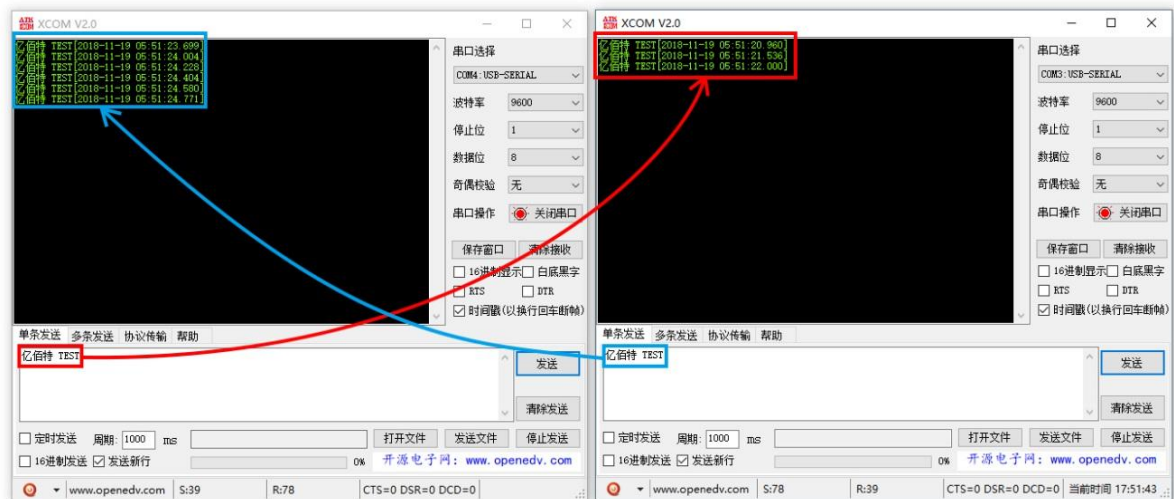 XCOM V2.0
亿佰特 TEST[2018-11-19 05:51:23.699]
亿佰特 TEST[2018-11-19 05:51:24.004]
亿佰特 TEST[2018-11-19 05:51:24.228]
亿佰特 TEST[2018-11-19 05:51:24.404]
亿佰特 TEST[2018-11-19 05:51:24.580]
亿佰特 TEST[2018-11-19 05:51:24.771]
串口选择
COM4:USB-SERIAL
波特率 9600
停止位 1
数据位 8
奇偶校验 无
串口操作 关闭串口
保存窗口 清除接收
16进制显示 白底黑字
RTS DTR
时间戳(以换行回车断帧)
单条发送 多条发送 协议传输 帮助
亿佰特 TEST
发送
清除发送
定时发送 周期: 1000 ms 打开文件 发送文件 停止发送
16进制发送 发送新行 0% 开源电子网: www.openedv.com
www.openedv.com S:39 R:78 CTS=0 DSR=0 DCD=0
XCOM V2.0
亿佰特 TEST[2018-11-19 05:51:20.960]
亿佰特 TEST[2018-11-19 05:51:21.536]
亿佰特 TEST[2018-11-19 05:51:22.000]
串口选择
COM3:USB-SERIAL
波特率 9600
停止位 1
数据位 8
奇偶校验 无
串口操作 关闭串口
保存窗口 清除接收
16进制显示 白底黑字
RTS DTR
时间戳(以换行回车断帧)
单条发送 多条发送 协议传输 帮助
亿佰特 TEST
发送
清除发送
定时发送 周期: 1000 ms 打开文件 发送文件 停止发送
16进制发送 发送新行 0% 开源电子网: www.openedv.com
www.openedv.com S:78 R:39 CTS=0 DSR=0 DCD=0 当前时间 17:51:43